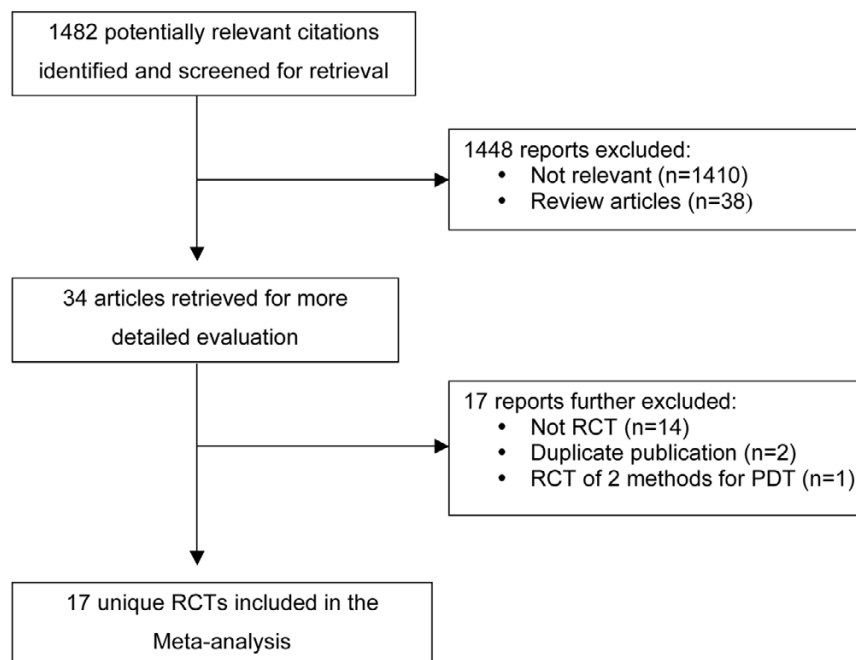 1482 potentially relevant citations
identified and screened for retrieval
1448 reports excluded:
• Not relevant (n=1410)
• Review articles (n=38)
34 articles retrieved for more
detailed evaluation
17 reports further excluded:
• Not RCT (n=14)
• Duplicate publication (n=2)
• RCT of 2 methods for PDT (n=1)
17 unique RCTs included in the
Meta-analysis